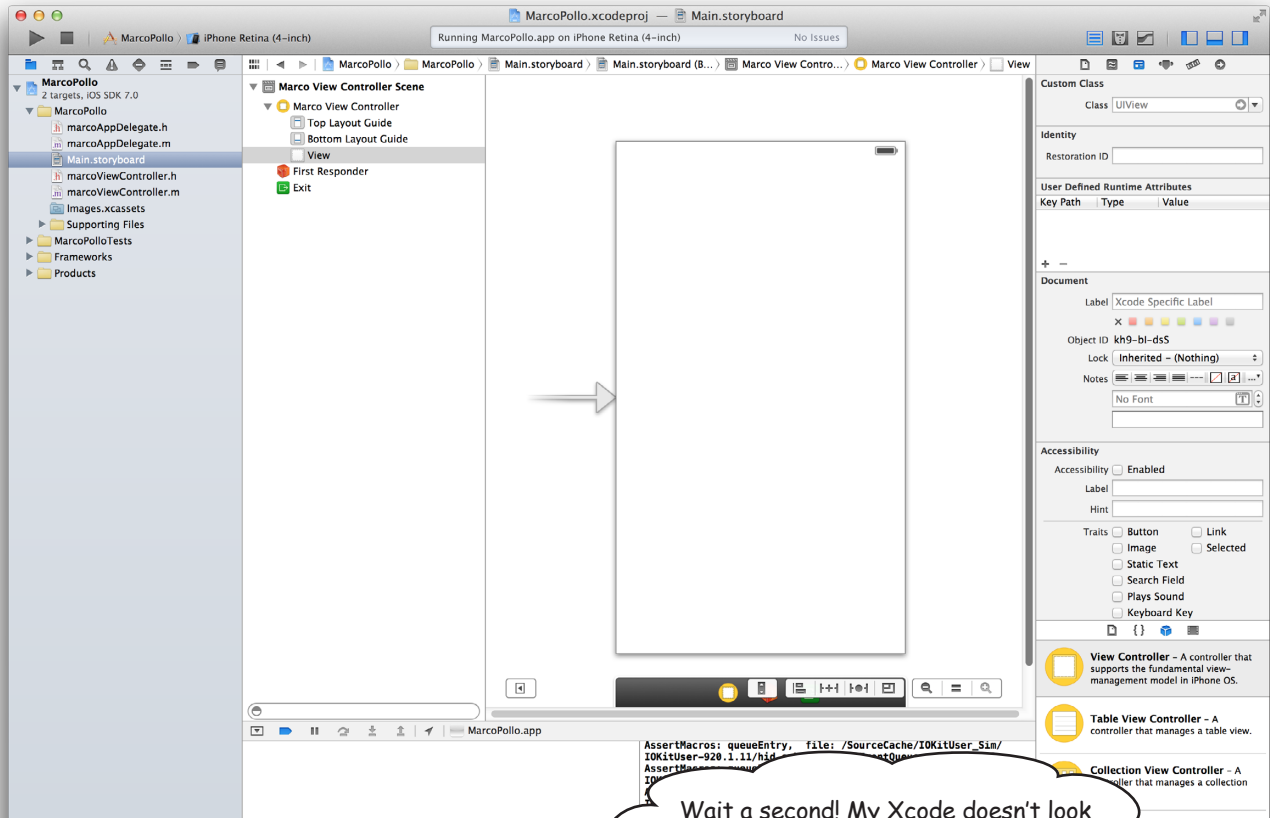 MarcoPollo.xcodeproj — Main.storyboard
MarcoPollo 〉 iPhone Retina (4-inch)
Running MarcoPollo.app on iPhone Retina (4-inch) No Issues
MarcoPollo 〉 MarcoPollo 〉 Main.storyboard 〉 Main.storyboard (B...) 〉 Marco View Contro... 〉 Marco View Controller 〉 View
MarcoPollo
2 targets, iOS SDK 7.0
MarcoPollo
marcoAppDelegate.h
marcoAppDelegate.m
Main.storyboard
marcoViewController.h
marcoViewController.m
Images.xcassets
Supporting Files
MarcoPolloTests
Frameworks
Products
Marco View Controller Scene
Marco View Controller
Top Layout Guide
Bottom Layout Guide
View
First Responder
Exit
Custom Class
Class UIView
Identity
Restoration ID
User Defined Runtime Attributes
Key Path Type Value
+ −
Document
Label Xcode Specific Label
Object ID kh9-bI-dsS
Lock Inherited – (Nothing)
Notes
No Font
Accessibility
Accessibility Enabled
Label
Hint
Traits Button Link
Image Selected
Static Text
Search Field
Plays Sound
Keyboard Key
View Controller – A controller that
supports the fundamental view-
management model in iPhone OS.
Table View Controller – A
controller that manages a table view.
Collection View Controller – A
that manages a collection
MarcoPollo.app
AssertMacros: queueEntry, file: /SourceCache/IOKitUser_Sim/
IOKitUser-920.1.11/hid
Wait a second! My Xcode doesn't look